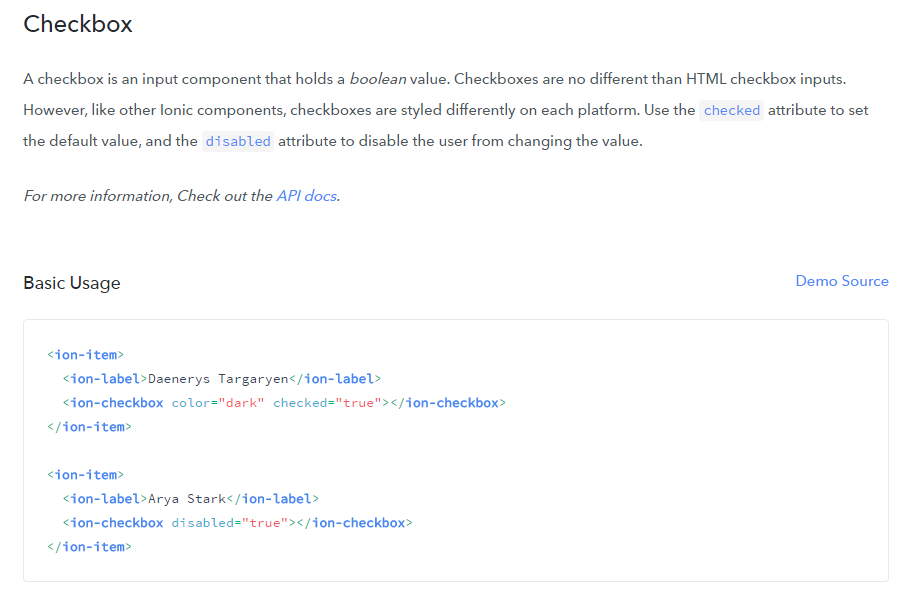 Checkbox
A checkbox is an input component that holds a boolean value. Checkboxes are no different than HTML checkbox inputs.
However, like other Ionic components, checkboxes are styled differently on each platform. Use the checked attribute to set
the default value, and the disabled attribute to disable the user from changing the value.
For more information, Check out the API docs.
Basic Usage
Demo Source
<ion-item>
  <ion-label>Daenerys Targaryen</ion-label>
  <ion-checkbox color="dark" checked="true"></ion-checkbox>
</ion-item>
<ion-item>
  <ion-label>Arya Stark</ion-label>
  <ion-checkbox disabled="true"></ion-checkbox>
</ion-item>